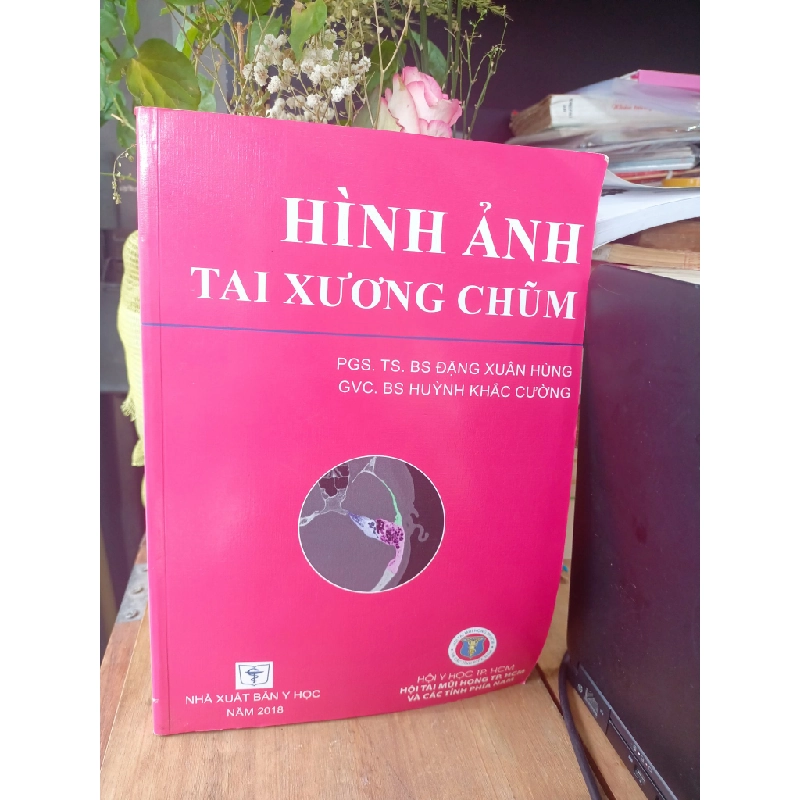 HÌNH ẢNH
TAI XƯƠNG CHŨM
PGS. TS. BS ĐẶNG XUÂN HÙNG
GVC. BS HUỲNH KHẮC CƯỜNG
NHÀ XUẤT BẢN Y HỌC
NĂM 2018
HỘI Y HỌC TP. HCM
HỘI TAI MŨI HỌNG TP. HCM
VÀ CÁC TỈNH PHÍA NAM